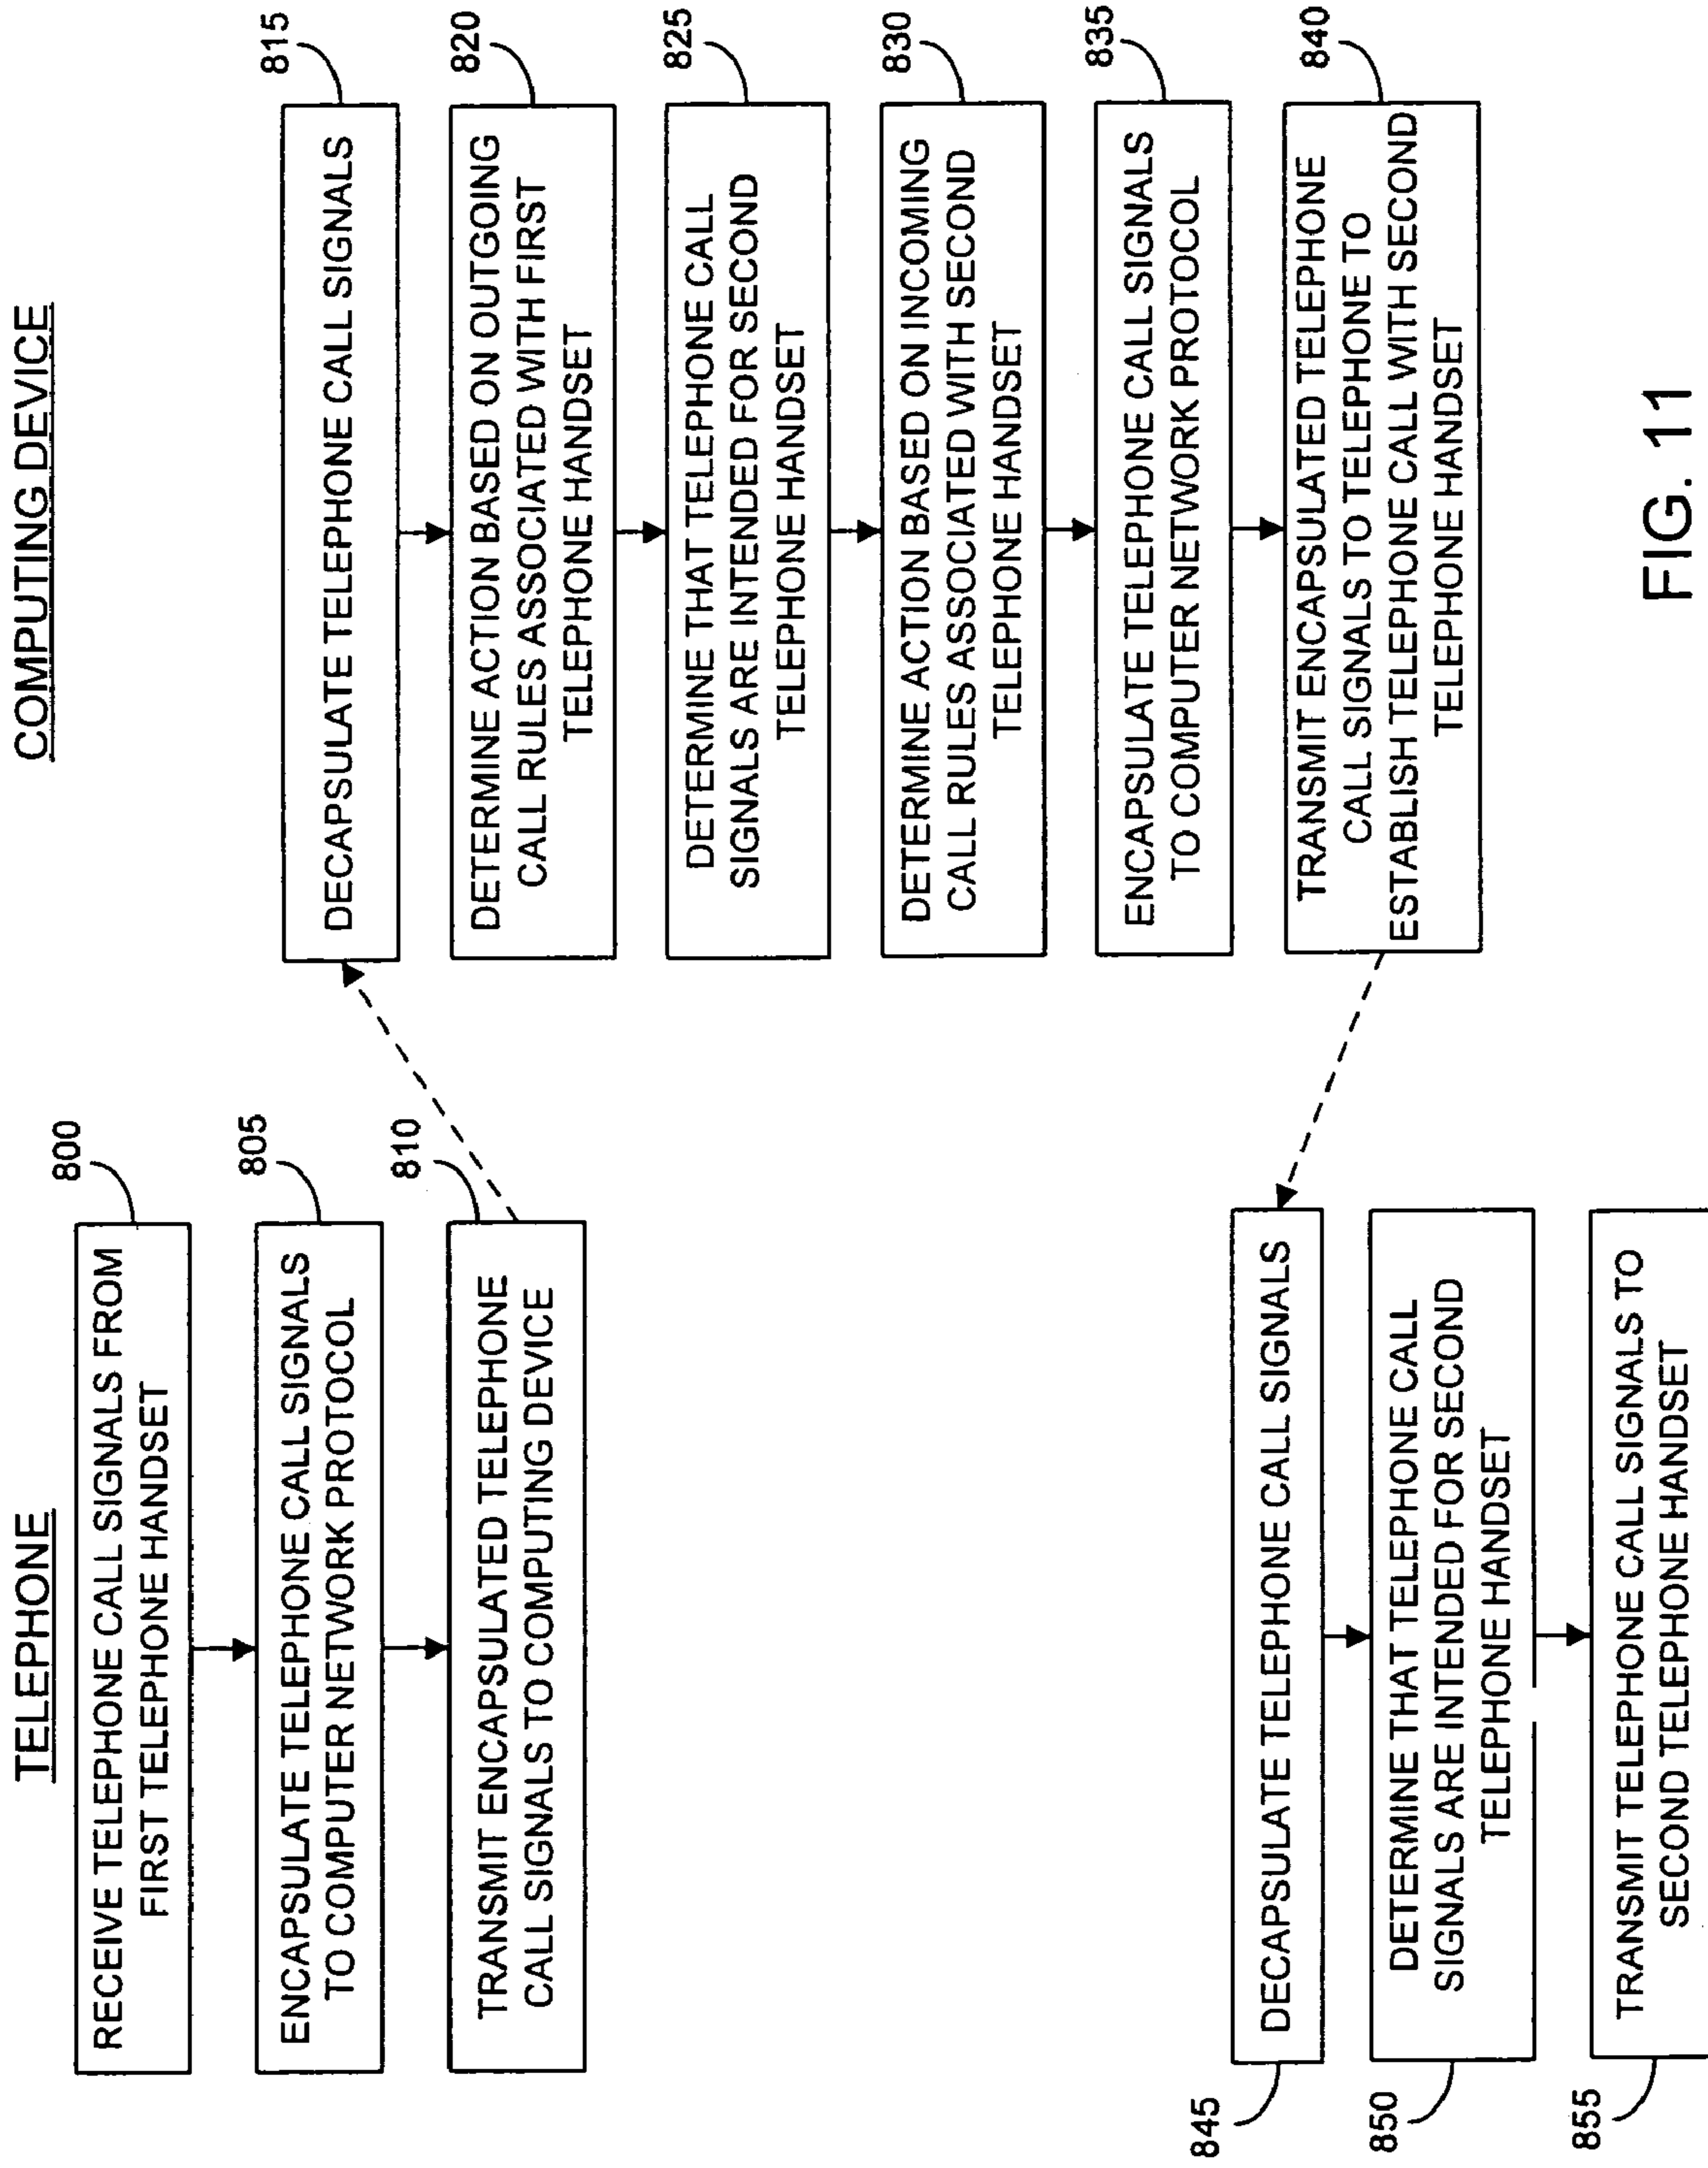 TELEPHONE
800
RECEIVE TELEPHONE CALL SIGNALS FROM
FIRST TELEPHONE HANDSET
805
ENCAPSULATE TELEPHONE CALL SIGNALS
TO COMPUTER NETWORK PROTOCOL
810
TRANSMIT ENCAPSULATED TELEPHONE
CALL SIGNALS TO COMPUTING DEVICE
COMPUTING DEVICE
815
DECAPSULATE TELEPHONE CALL SIGNALS
820
DETERMINE ACTION BASED ON OUTGOING
CALL RULES ASSOCIATED WITH FIRST
TELEPHONE HANDSET
825
DETERMINE THAT TELEPHONE CALL
SIGNALS ARE INTENDED FOR SECOND
TELEPHONE HANDSET
830
DETERMINE ACTION BASED ON INCOMING
CALL RULES ASSOCIATED WITH SECOND
TELEPHONE HANDSET
835
ENCAPSULATE TELEPHONE CALL SIGNALS
TO COMPUTER NETWORK PROTOCOL
840
TRANSMIT ENCAPSULATED TELEPHONE
CALL SIGNALS TO TELEPHONE TO
ESTABLISH TELEPHONE CALL WITH SECOND
TELEPHONE HANDSET
845
DECAPSULATE TELEPHONE CALL SIGNALS
850
DETERMINE THAT TELEPHONE CALL
SIGNALS ARE INTENDED FOR SECOND
TELEPHONE HANDSET
855
TRANSMIT TELEPHONE CALL SIGNALS TO
SECOND TELEPHONE HANDSET
FIG. 11